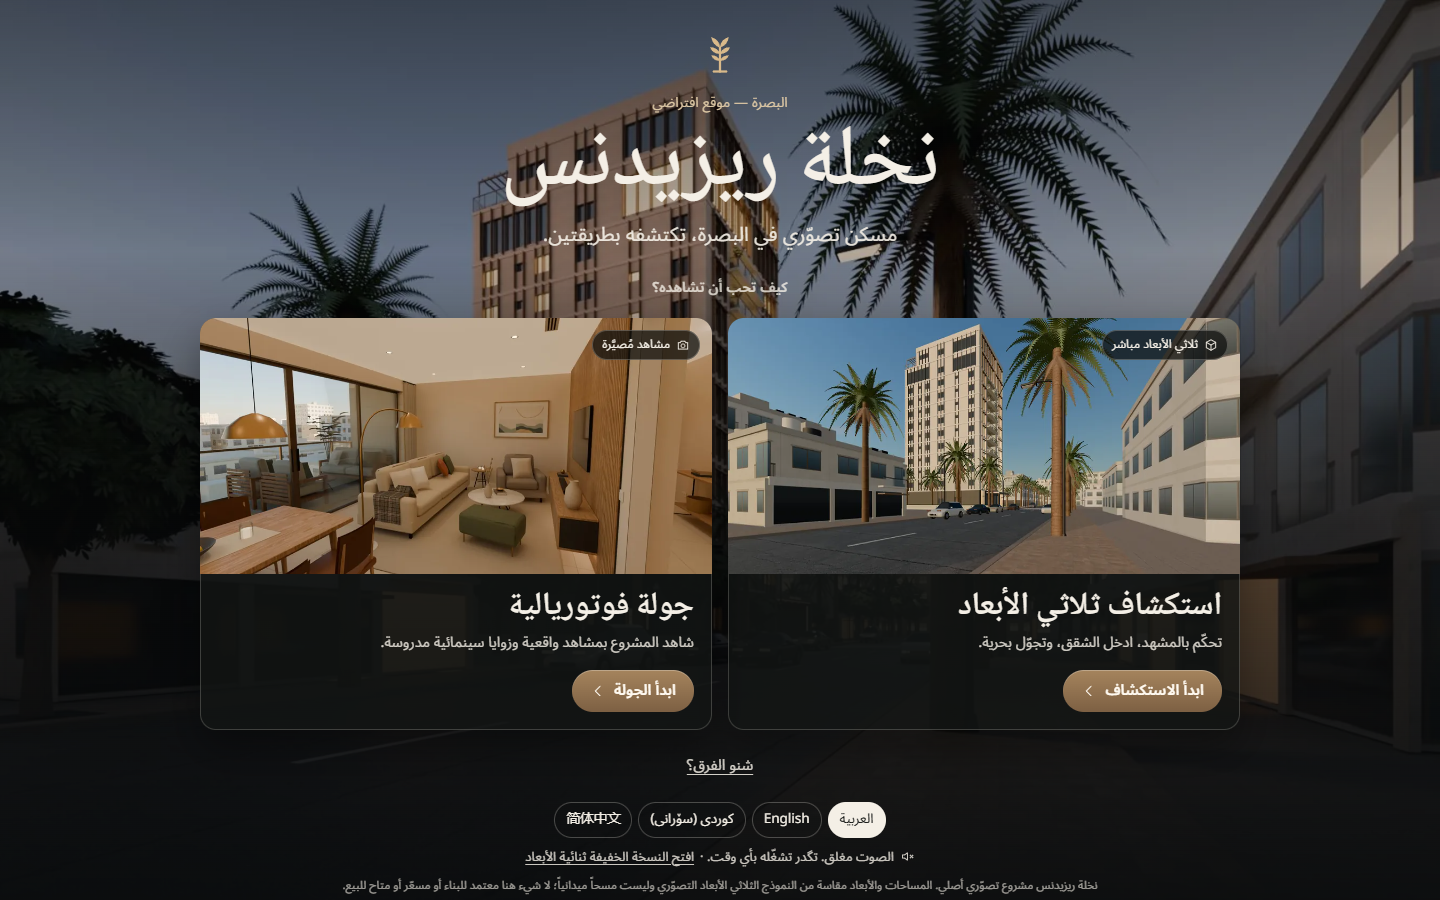 البصرة — موقع افتراضي
نخلة ريزيدنس
مسكن تصوّري في البصرة، تكتشفه بطريقتين.
كيف تحب أن تشاهده؟
ثلاثي الأبعاد مباشر
استكشاف ثلاثي الأبعاد
تحكّم بالمشهد، ادخل الشقق، وتجوّل بحرية.
ابدأ الاستكشاف
مشاهد مُصيَّرة
جولة فوتوريالية
شاهد المشروع بمشاهد واقعية وزوايا سينمائية مدروسة.
ابدأ الجولة
شنو الفرق؟
العربية
English
کوردی (سۆرانی)
简体中文
الصوت مغلق. تگدر تشغّله بأي وقت. · افتح النسخة الخفيفة ثنائية الأبعاد
نخلة ريزيدنس مشروع تصوّري أصلي. المساحات والأبعاد مقاسة من النموذج الثلاثي الأبعاد التصوّري وليست مسحاً ميدانياً؛ لا شيء هنا معتمد للبناء أو مسعّر أو متاح للبيع.